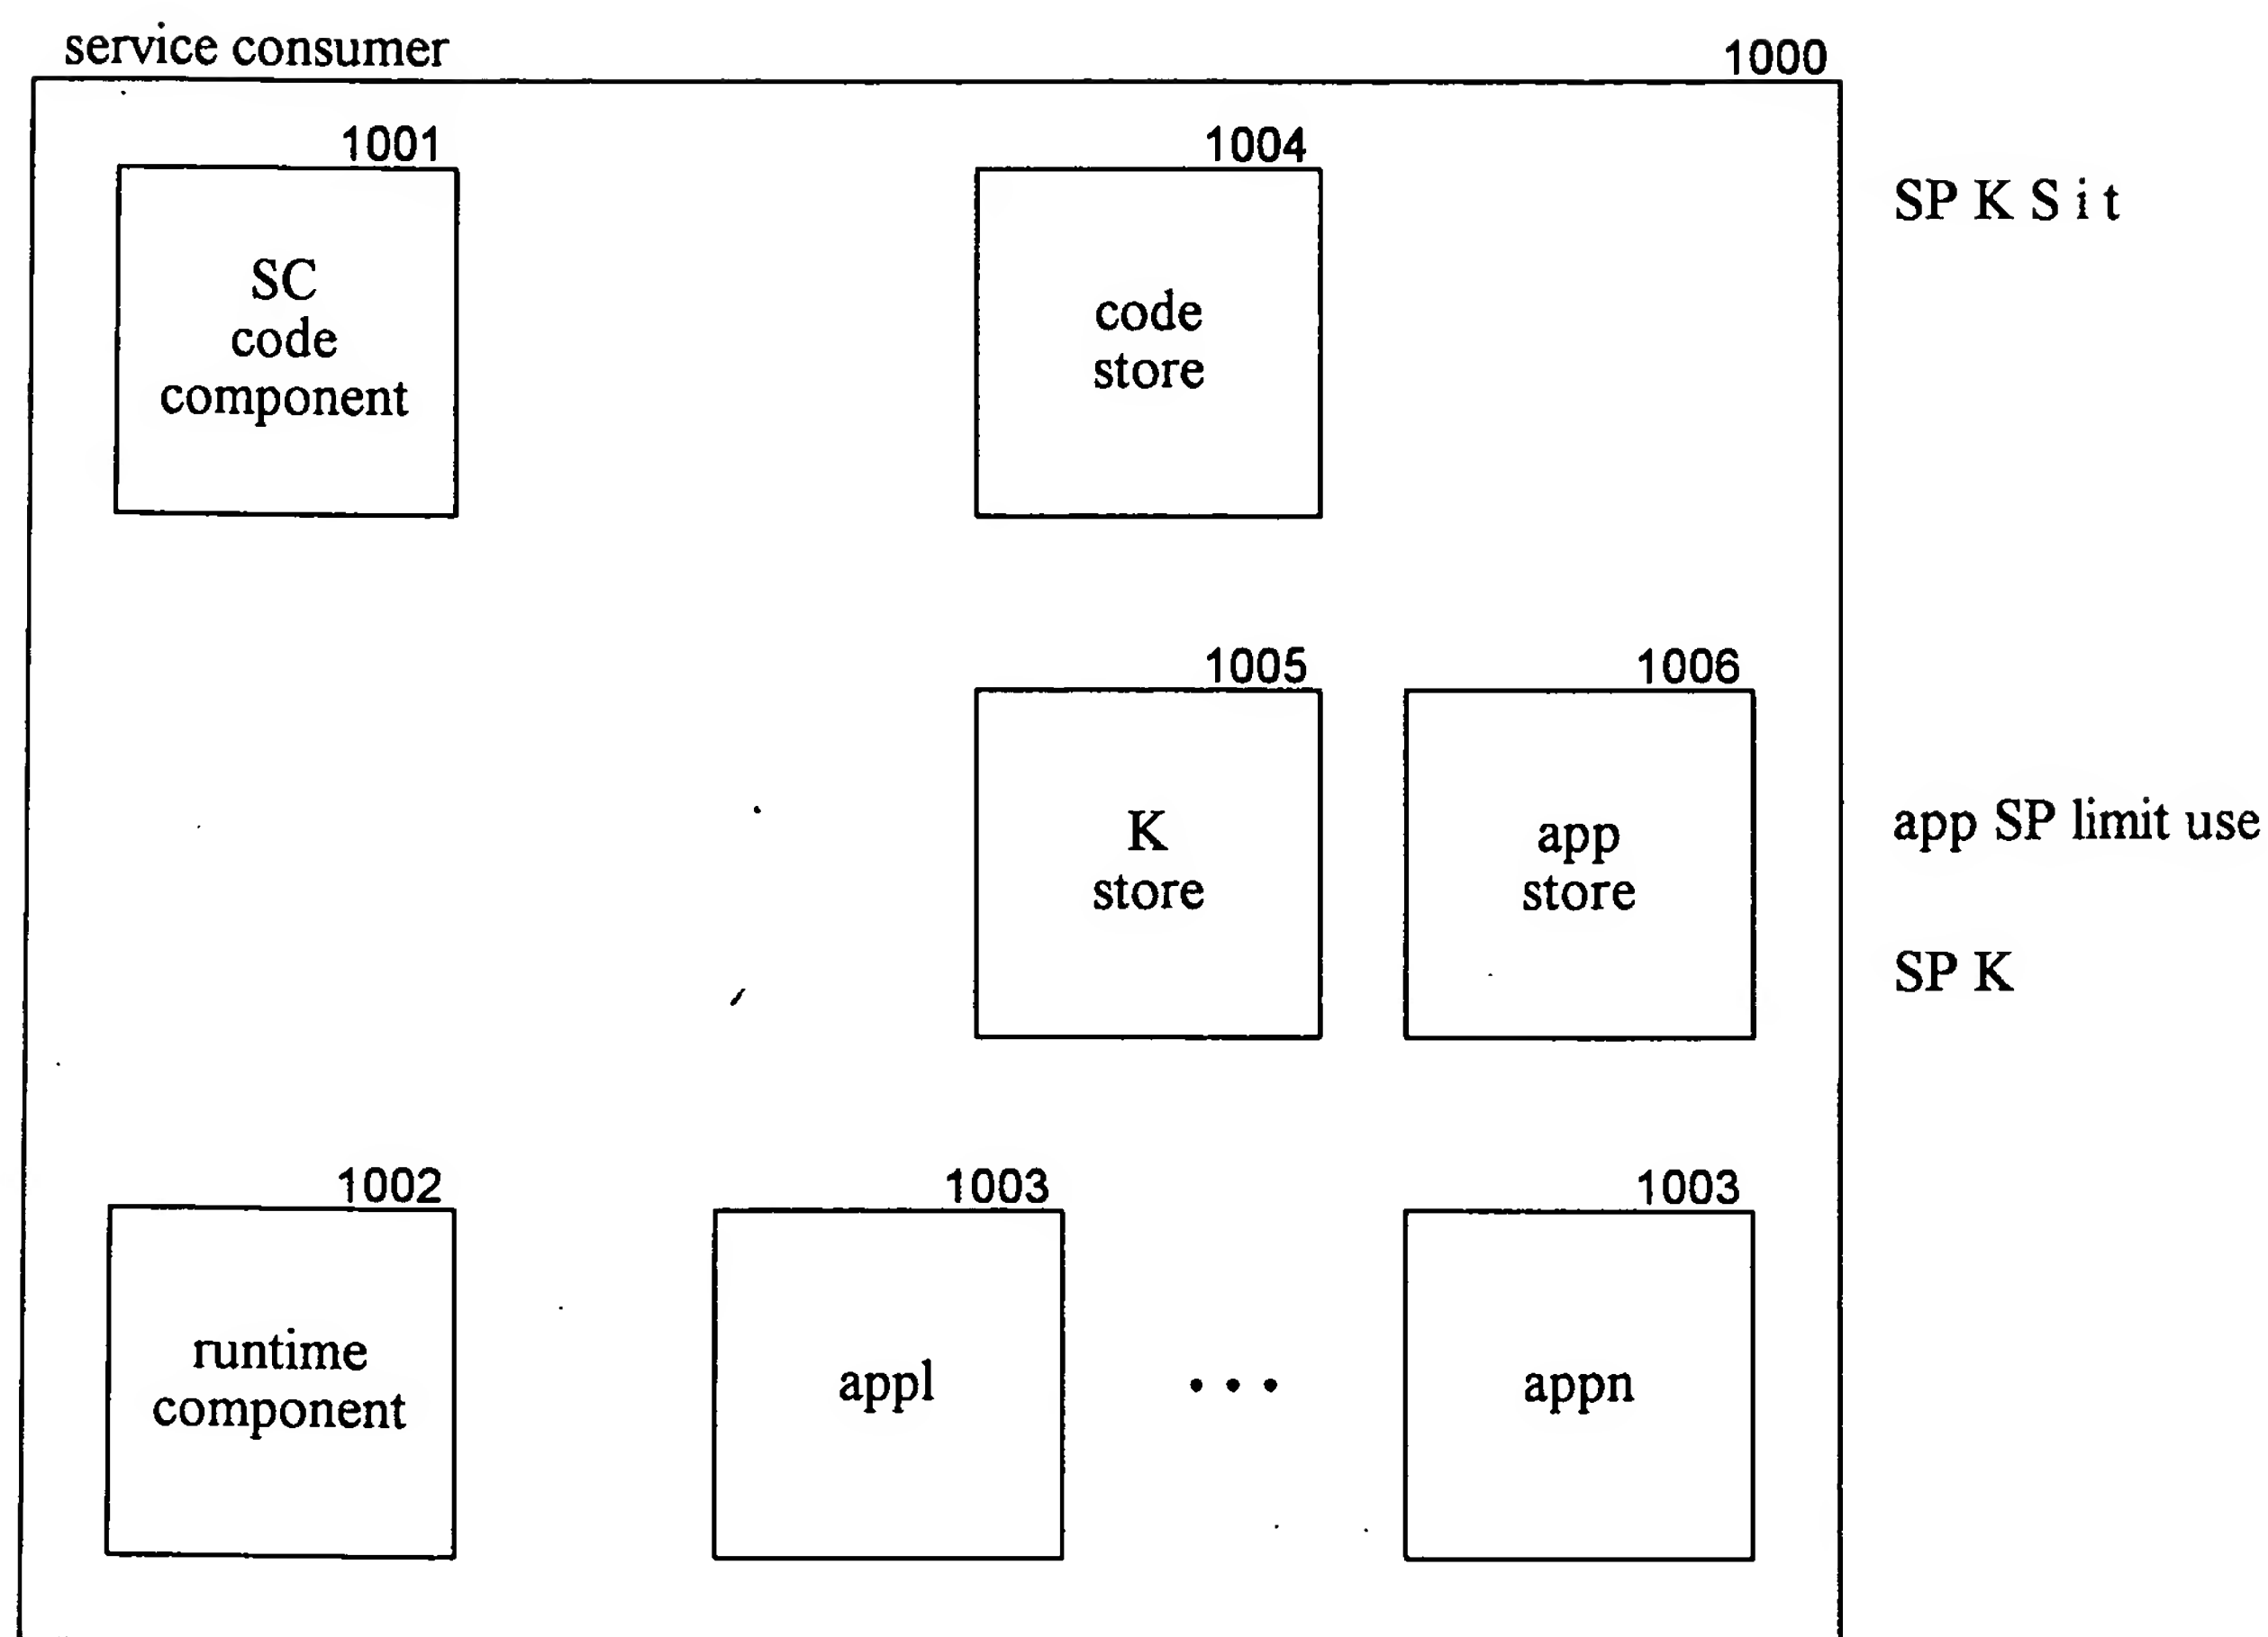 service consumer 1000
1001
SC
code
component
1004
code
store
SP K S i t
1005
K
store
1006
app
store
app SP limit use
SP K
1002
runtime
component
1003
appl
• • •
1003
appn